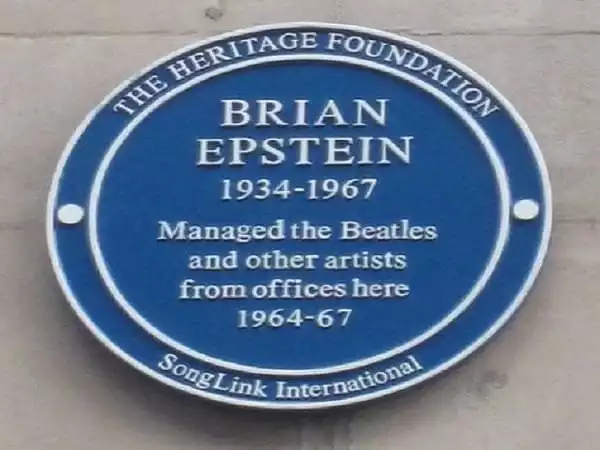 THE HERITAGE FOUNDATION
BRIAN
EPSTEIN
1934-1967
Managed the Beatles
and other artists
from offices here
1964-67
SongLink International